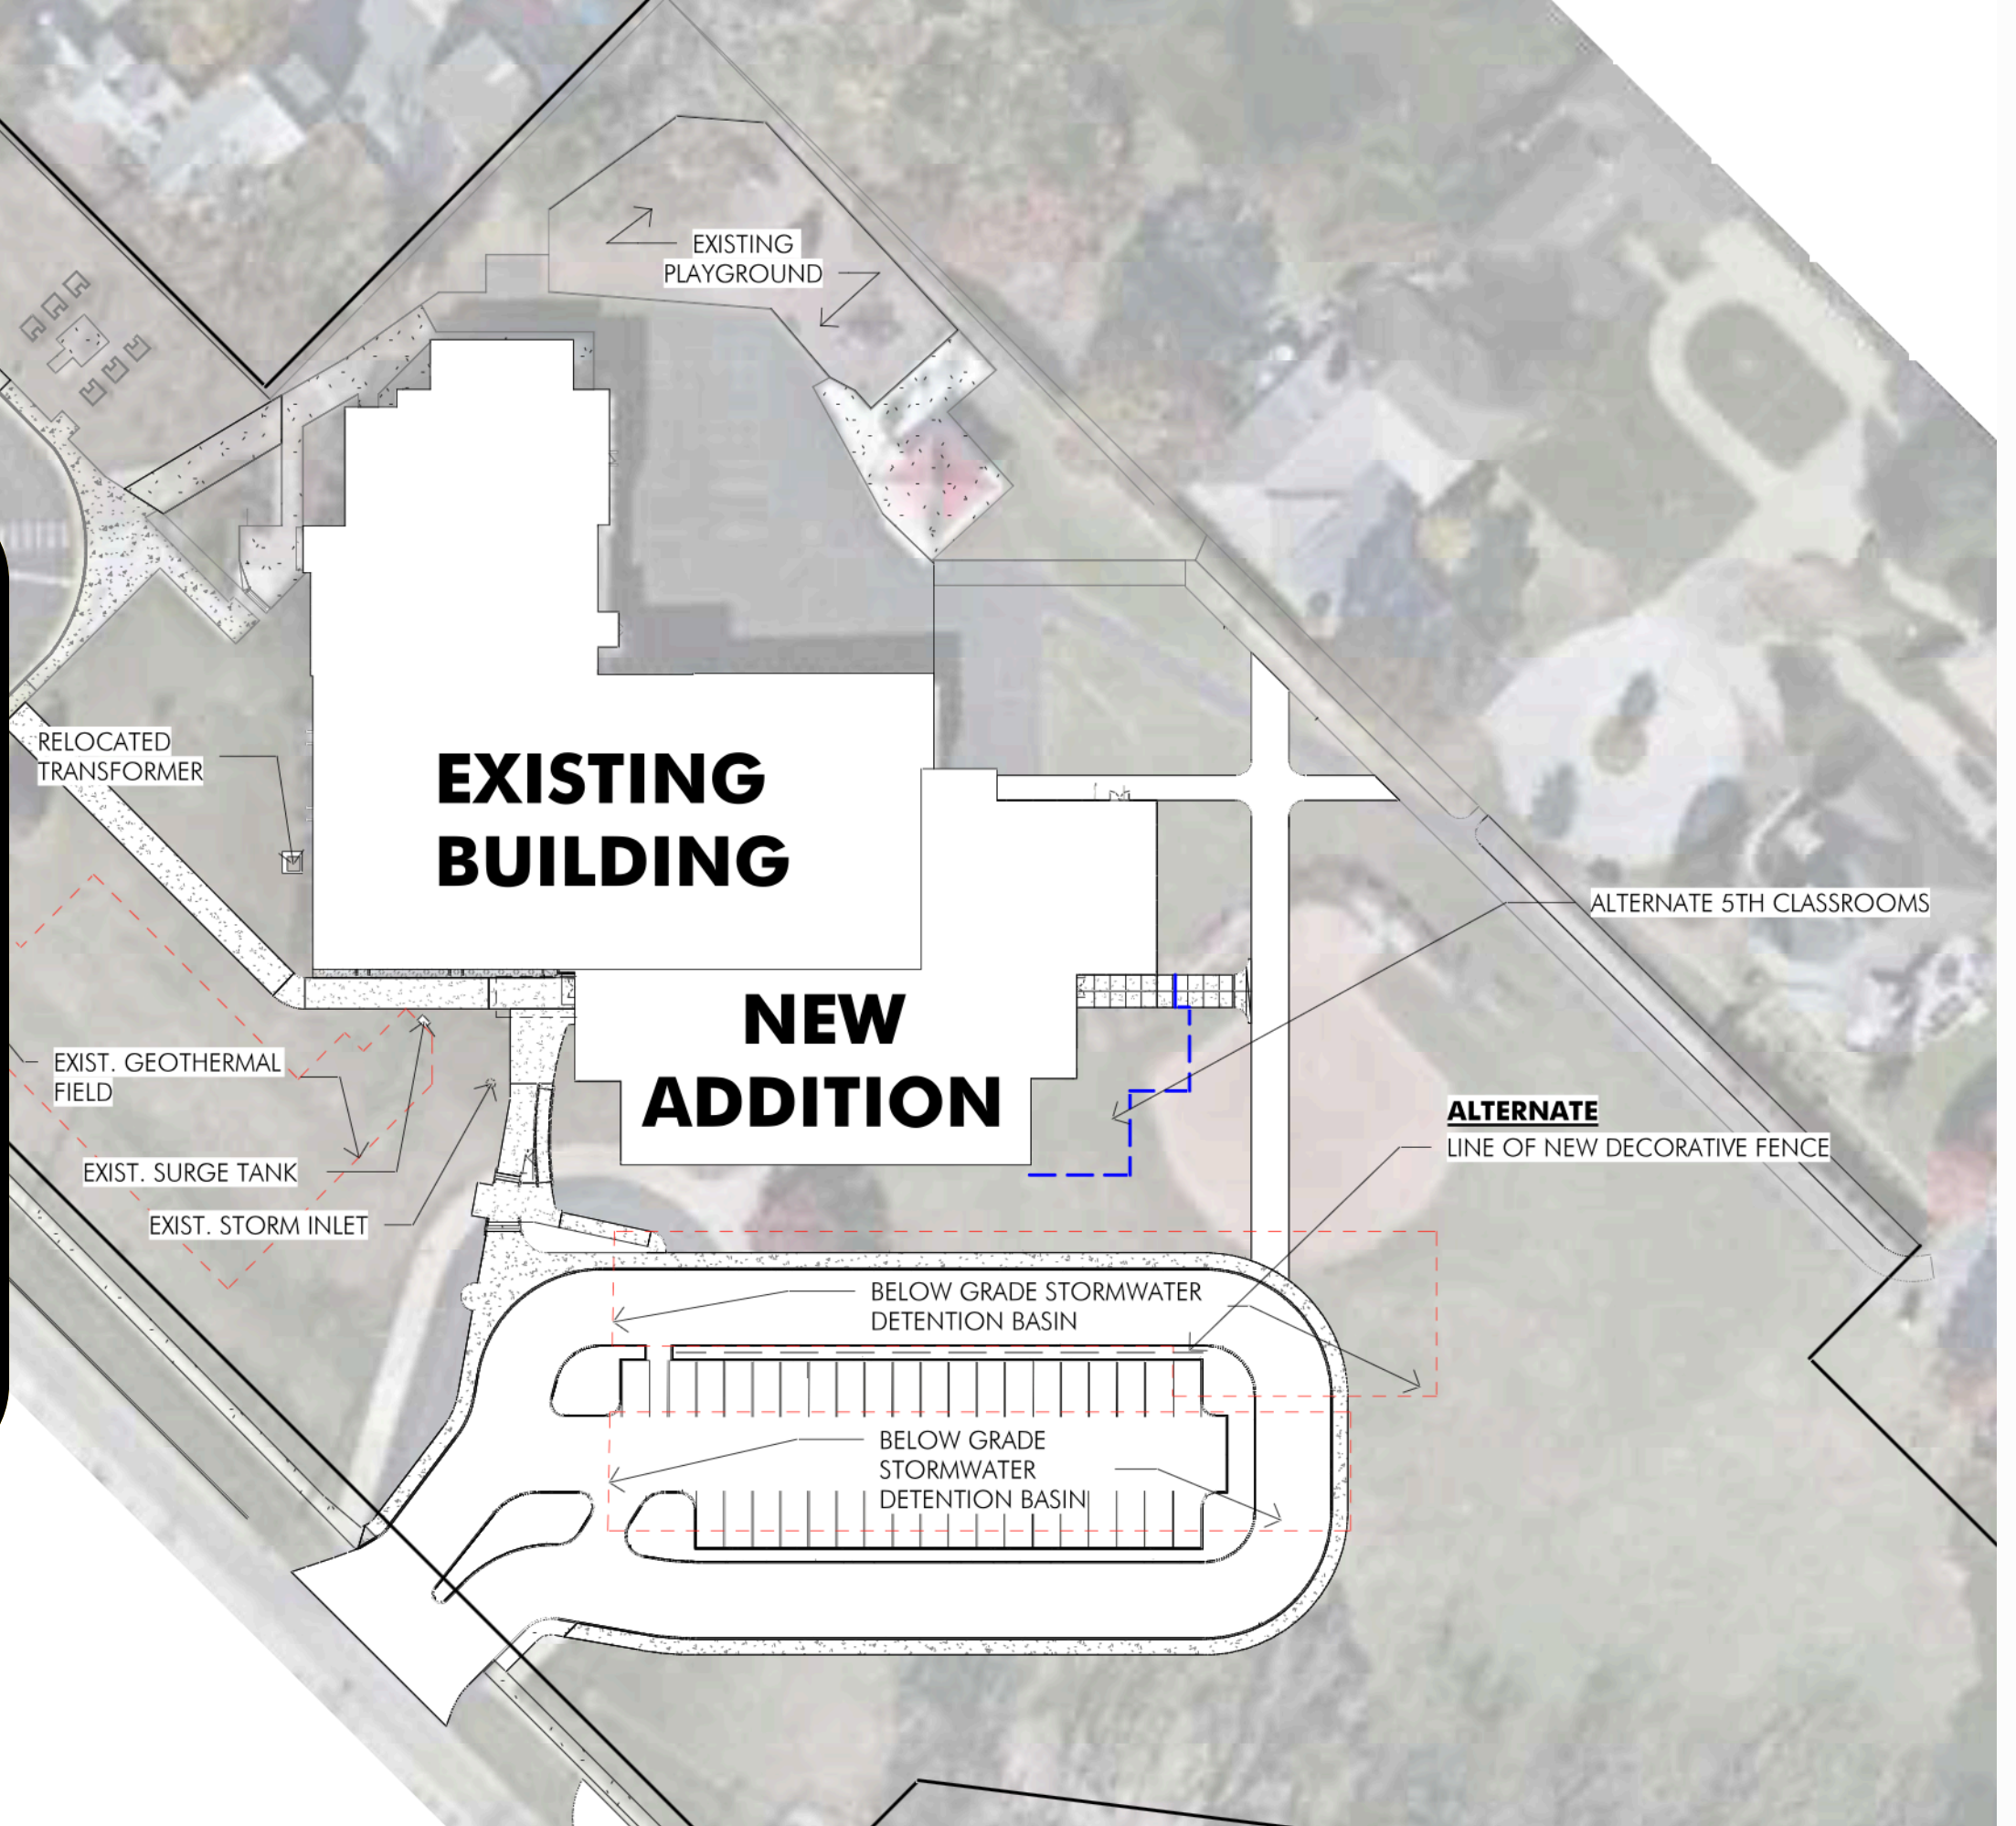 EXISTING
PLAYGROUND
RELOCATED
TRANSFORMER
EXISTING
BUILDING
ALTERNATE 5TH CLASSROOMS
NEW
ADDITION
EXIST. GEOTHERMAL
FIELD
ALTERNATE
LINE OF NEW DECORATIVE FENCE
EXIST. SURGE TANK
EXIST. STORM INLET
BELOW GRADE STORMWATER
DETENTION BASIN
BELOW GRADE
STORMWATER
DETENTION BASIN